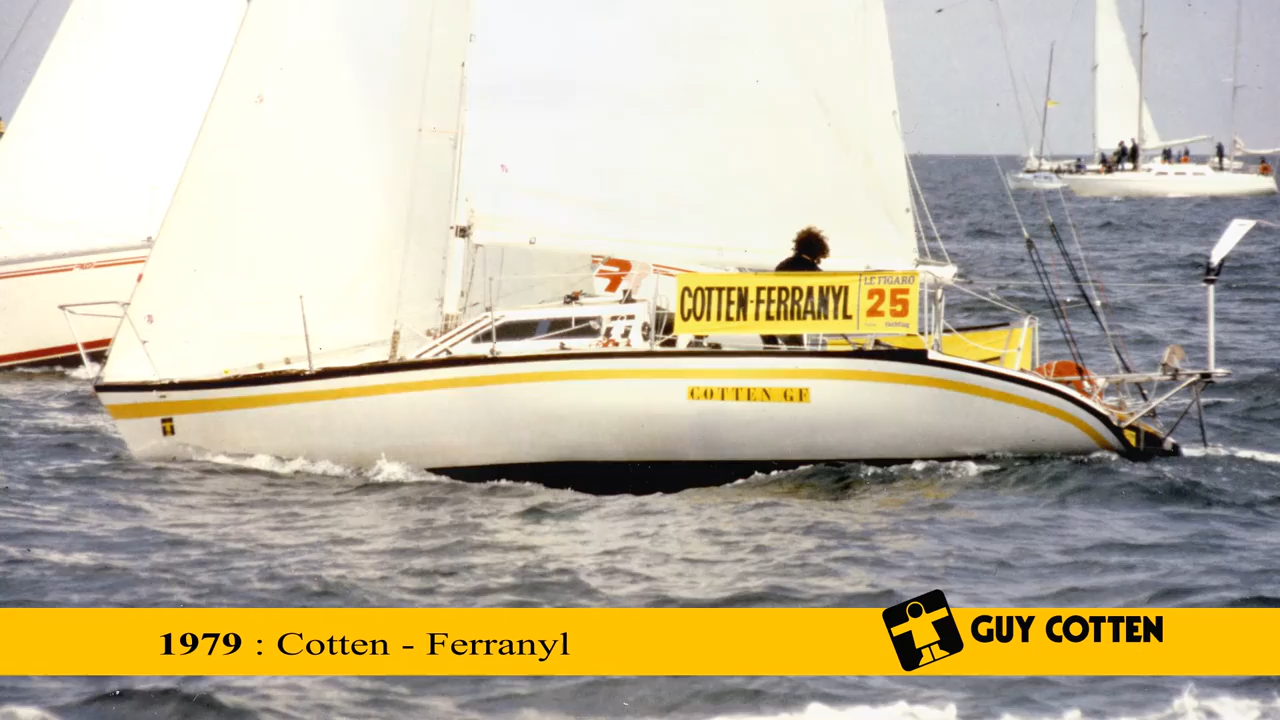 COTTEN-FERRANYL
LE FIGARO
25
COTTEN GF
1979 : Cotten - Ferranyl
GUY COTTEN